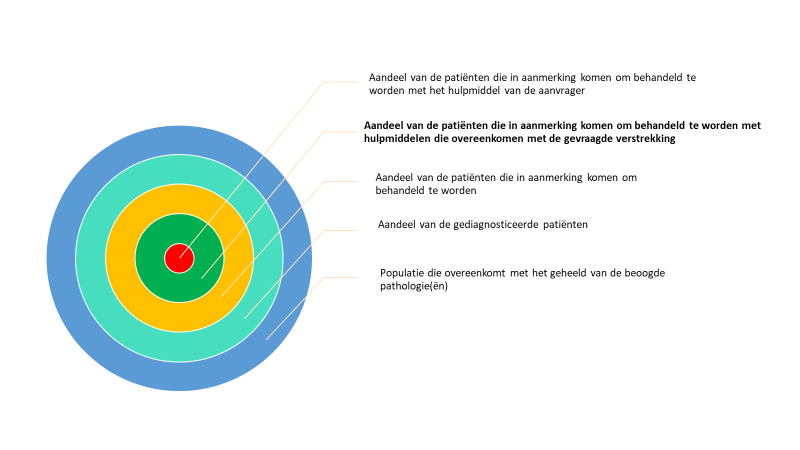 Aandeel van de patiënten die in aanmerking komen om behandeld te
worden met het hulpmiddel van de aanvrager
Aandeel van de patiënten die in aanmerking komen om behandeld te worden met
hulpmiddelen die overeenkomen met de gevraagde verstrekking
Aandeel van de patiënten die in aanmerking komen om
behandeld te worden
Aandeel van de gediagnosticeerde patiënten
Populatie die overeenkomt met het geheeld van de beoogde
pathologie(ën)